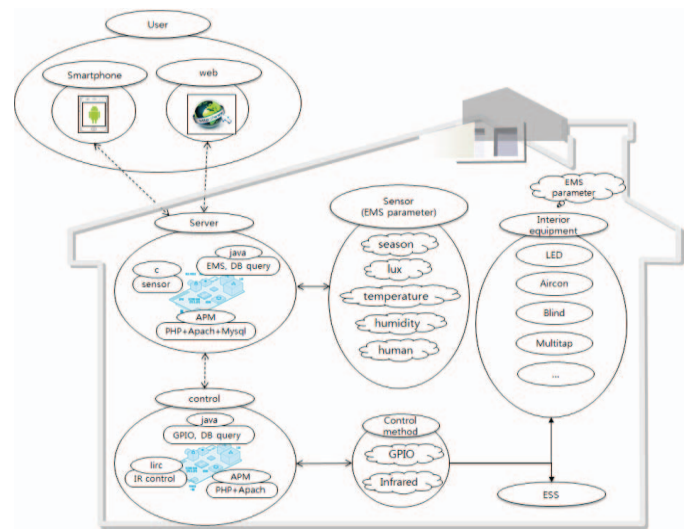 User
Smartphone
web
Server
java
EMS, DB query
c
sensor
APM
PHP+Apach+Mysql
Sensor
(EMS parameter)
season
lux
temperature
humidity
human
EMS
parameter
Interior
equipment
LED
Aircon
Blind
Multitap
...
control
java
GPIO, DB query
lirc
IR control
APM
PHP+Apach
Control
method
GPIO
Infrared
ESS